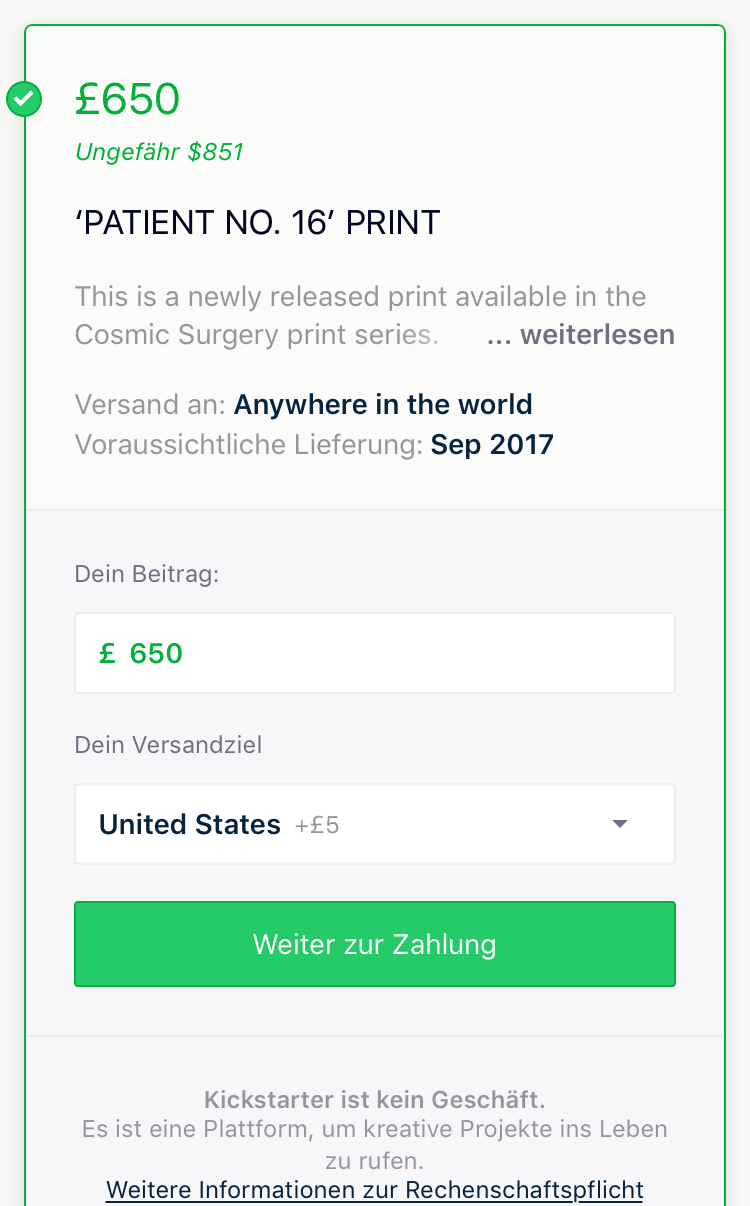 £650
Ungefähr $851
‘PATIENT NO. 16’ PRINT
This is a newly released print available in the
Cosmic Surgery print series. ... weiterlesen
Versand an: Anywhere in the world
Voraussichtliche Lieferung: Sep 2017
Dein Beitrag:
£ 650
Dein Versandziel
United States +£5
Weiter zur Zahlung
Kickstarter ist kein Geschäft.
Es ist eine Plattform, um kreative Projekte ins Leben
zu rufen.
Weitere Informationen zur Rechenschaftspflicht